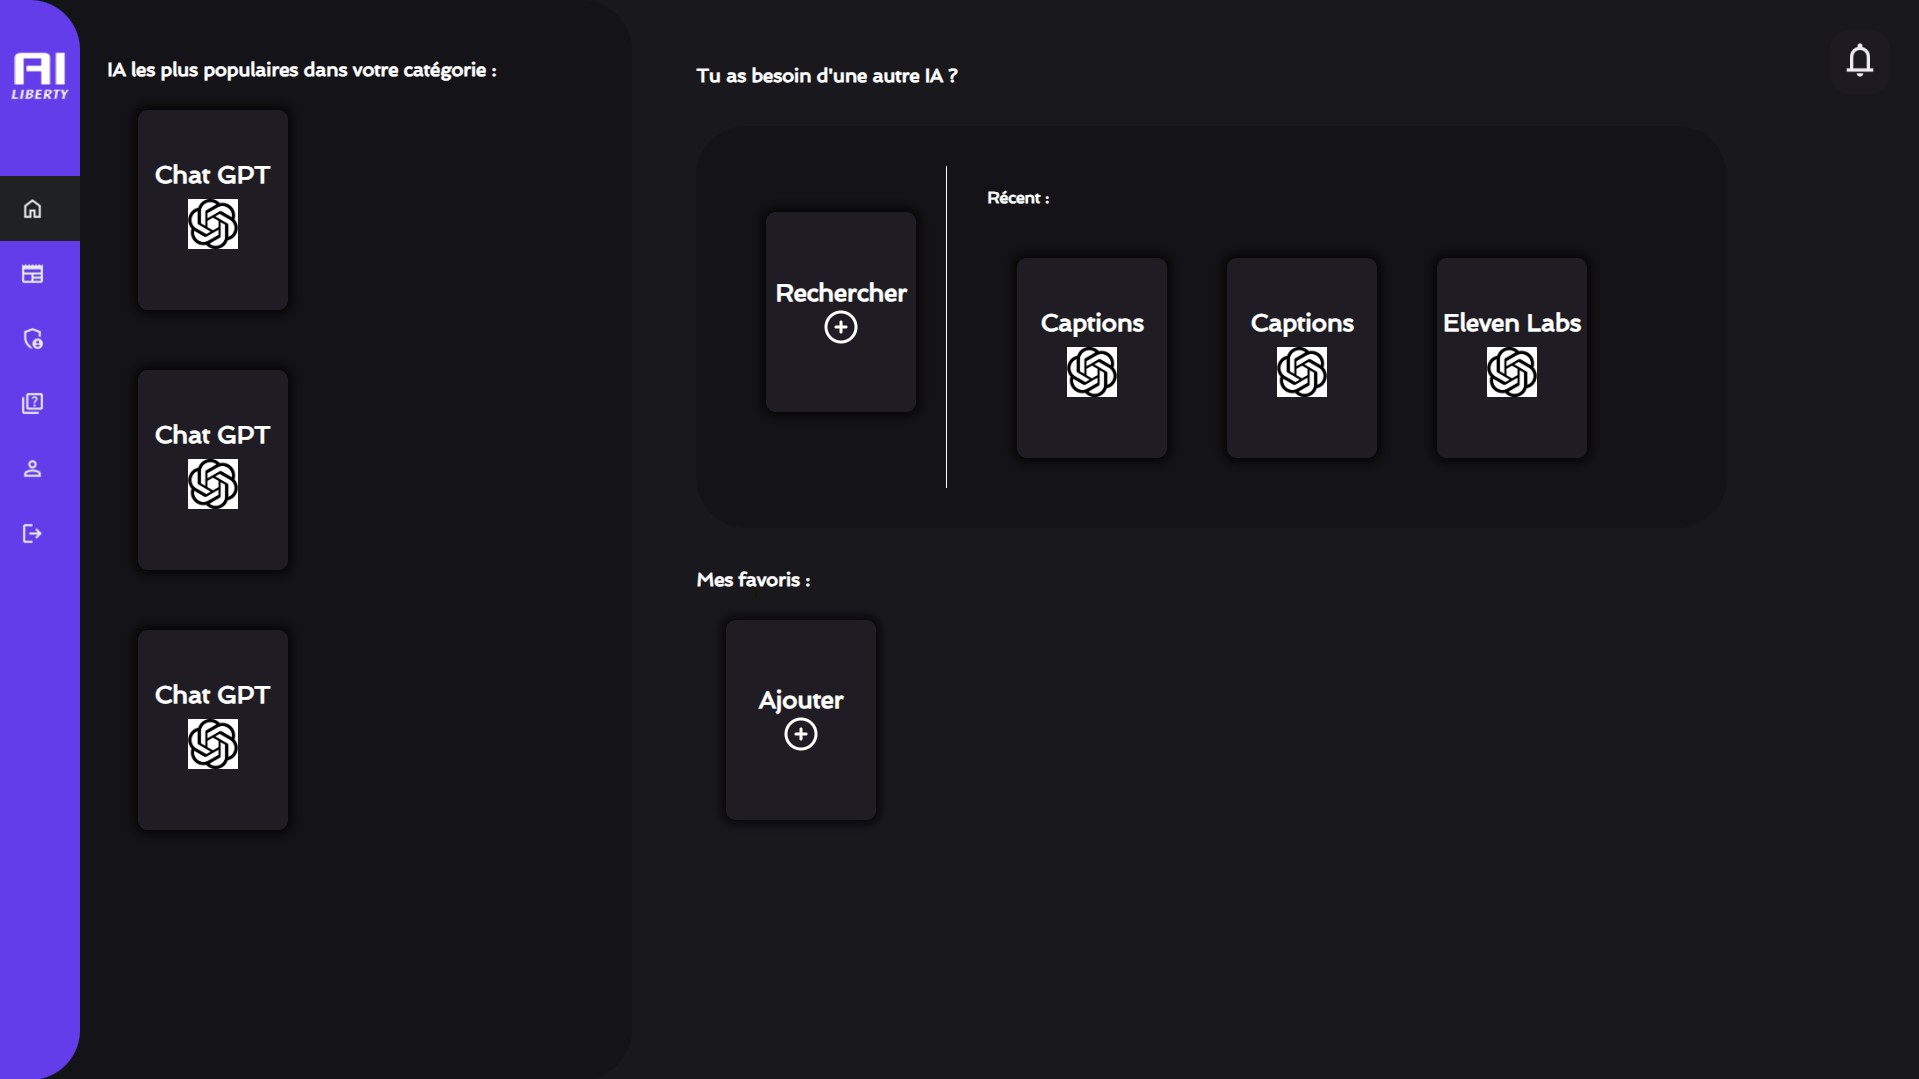 AI
LIBERTY
IA les plus populaires dans votre catégorie :
Chat GPT
Chat GPT
Chat GPT
Tu as besoin d'une autre IA ?
Rechercher
Récent :
Captions
Captions
Eleven Labs
Mes favoris :
Ajouter